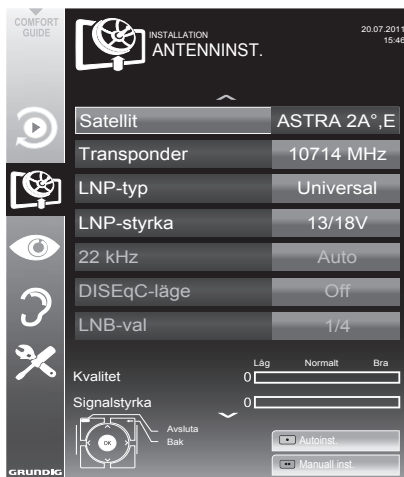 COMFORT
GUIDE
INSTALLATION
ANTENNINST.
20.07.2011
15:46
Satellit ASTRA 2A°,E
Transponder 10714 MHz
LNP-typ Universal
LNP-styrka 13/18V
22 kHz Auto
DISEqC-läge Off
LNB-val 1/4
Låg Normalt Bra
Kvalitet 0
Signalstyrka 0
Avsluta
Bak
OK
Autoinst.
Manuall inst.
GRUNDIG